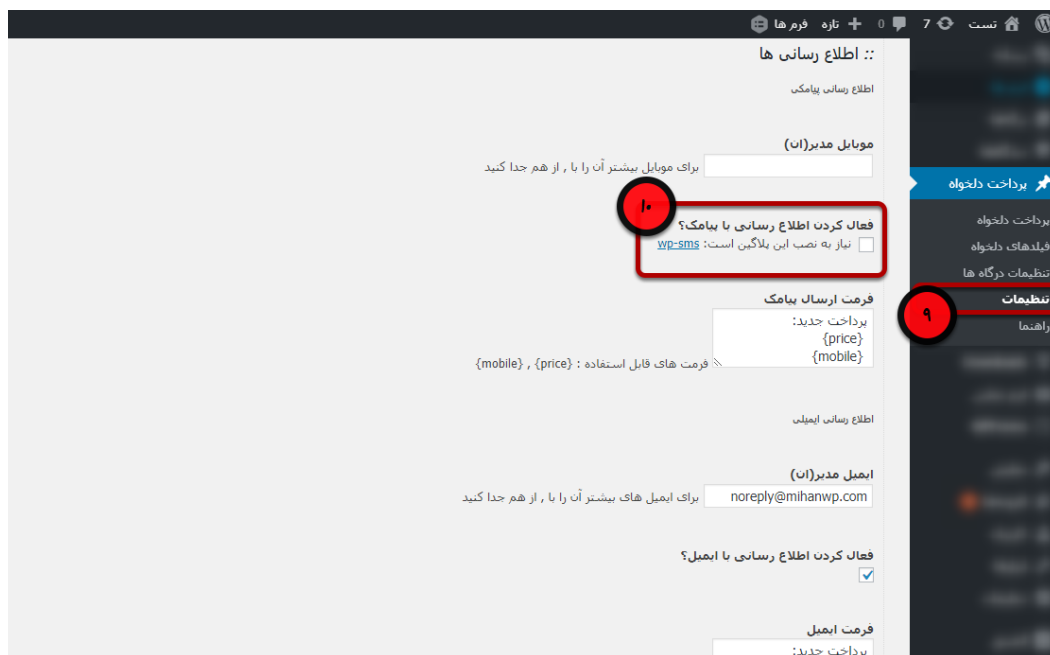 تست 7 0 + تازه فرم ها
:: اطلاع رسانی ها
اطلاع رسانی پیامکی
موبایل مدیر(ان)
برای موبایل بیشتر آن را با , از هم جدا کنید
۱۰
فعال کردن اطلاع رسانی با پیامک؟
نیاز به نصب این پلاگین است: wp-sms
فرمت ارسال پیامک
پرداخت جدید:
{price}
{mobile}
فرمت های قابل استفاده : {price} , {mobile}
اطلاع رسانی ایمیلی
ایمیل مدیر(ان)
noreply@mihanwp.com برای ایمیل های بیشتر آن را با , از هم جدا کنید
فعال کردن اطلاع رسانی با ایمیل؟
فرمت ایمیل
پرداخت جدید:
پرداخت دلخواه
پرداخت دلخواه
فیلدهای دلخواه
تنظیمات درگاه ها
تنظیمات
۹
راهنما